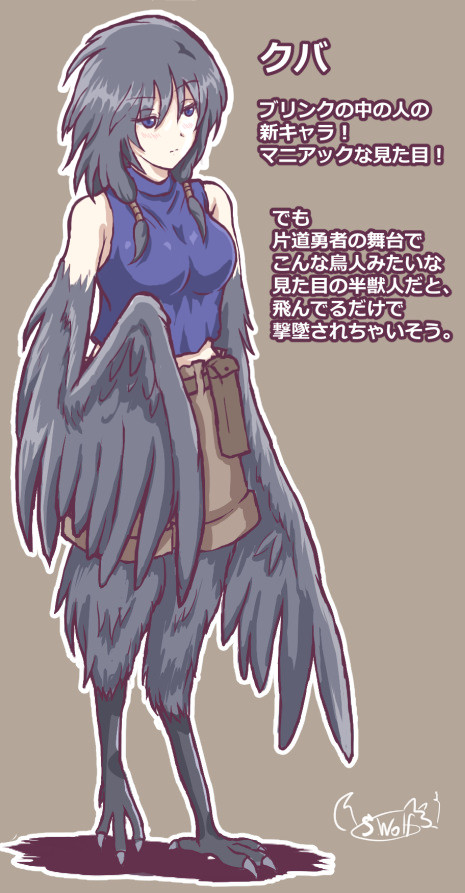 クバ
ブリンクの中の人の
新キャラ！
マニアックな見た目！
でも
片道勇者の舞台で
こんな鳥人みたいな
見た目の半獣人だと、
飛んでるだけで
撃墜されちゃいそう。
SWolf's